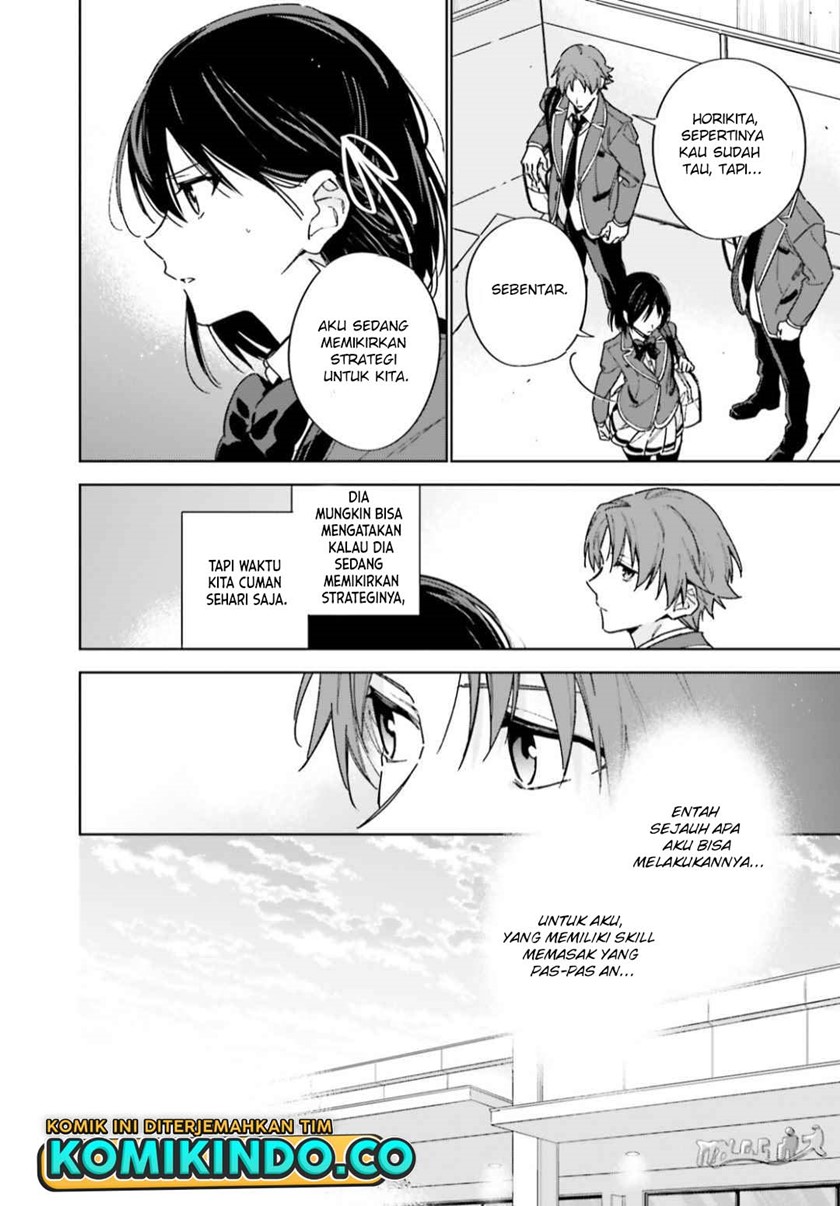 HORIKITA,
SEPERTINYA
KAU SUDAH
TAU, TAPI...
SEBENTAR.
AKU SEDANG
MEMIKIRKAN
STRATEGI
UNTUK KITA.
DIA
MUNGKIN BISA
MENGATAKAN
KALAU DIA
SEDANG
MEMIKIRKAN
STRATEGINYA,
TAPI WAKTU
KITA CUMAN
SEHARI SAJA.
ENTAH
SEJAUH APA
AKU BISA
MELAKUKANNYA...
UNTUK AKU,
YANG MEMILIKI SKILL
MEMASAK YANG
PAS-PAS AN...
KOMIK INI DITERJEMAHKAN TIM
KOMIKINDO.CO